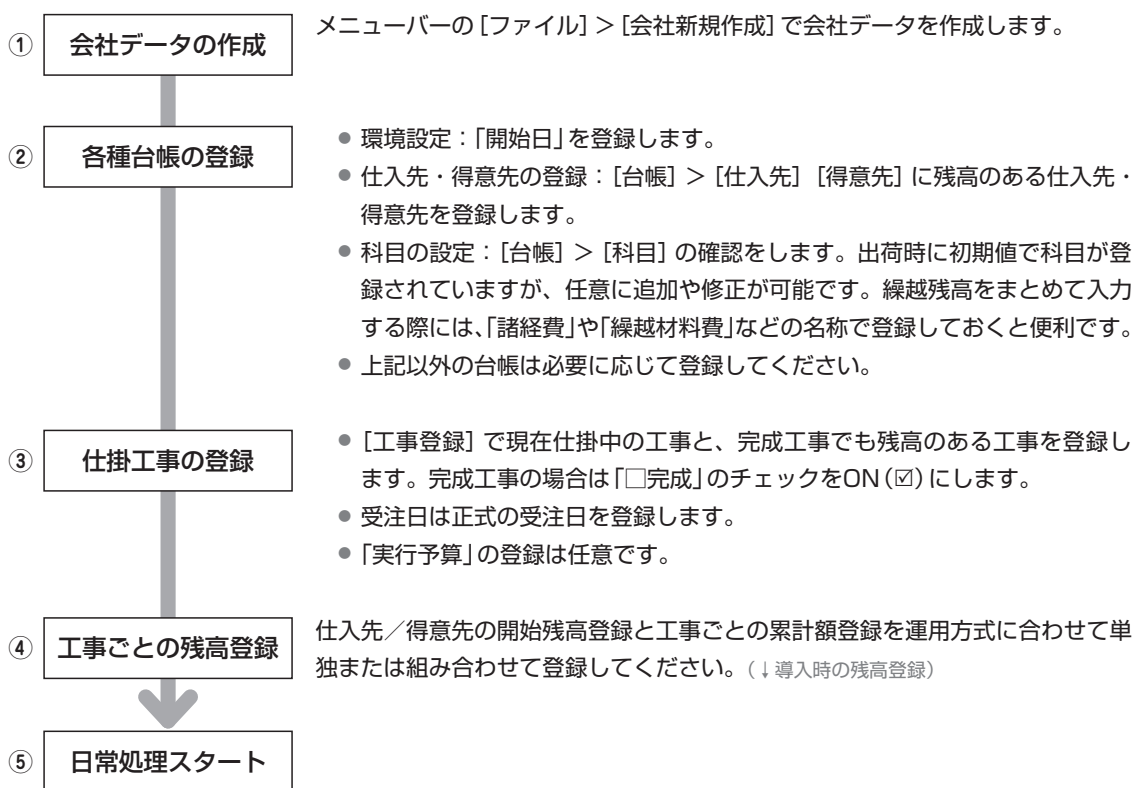 ① 会社データの作成
メニューバーの[ファイル]＞[会社新規作成]で会社データを作成します。
② 各種台帳の登録
● 環境設定：「開始日」を登録します。
● 仕入先・得意先の登録：[台帳]＞[仕入先][得意先]に残高のある仕入先・
得意先を登録します。
● 科目の設定：[台帳]＞[科目]の確認をします。出荷時に初期値で科目が登
録されていますが、任意に追加や修正が可能です。繰越残高をまとめて入力
する際には、「諸経費」や「繰越材料費」などの名称で登録しておくと便利です。
● 上記以外の台帳は必要に応じて登録してください。
③ 仕掛工事の登録
● [工事登録]で現在仕掛中の工事と、完成工事でも残高のある工事を登録し
ます。完成工事の場合は「□完成」のチェックをON(☑)にします。
● 受注日は正式の受注日を登録します。
● 「実行予算」の登録は任意です。
④ 工事ごとの残高登録
仕入先／得意先の開始残高登録と工事ごとの累計額登録を運用方式に合わせて単
独または組み合わせて登録してください。(↓導入時の残高登録)
⑤ 日常処理スタート